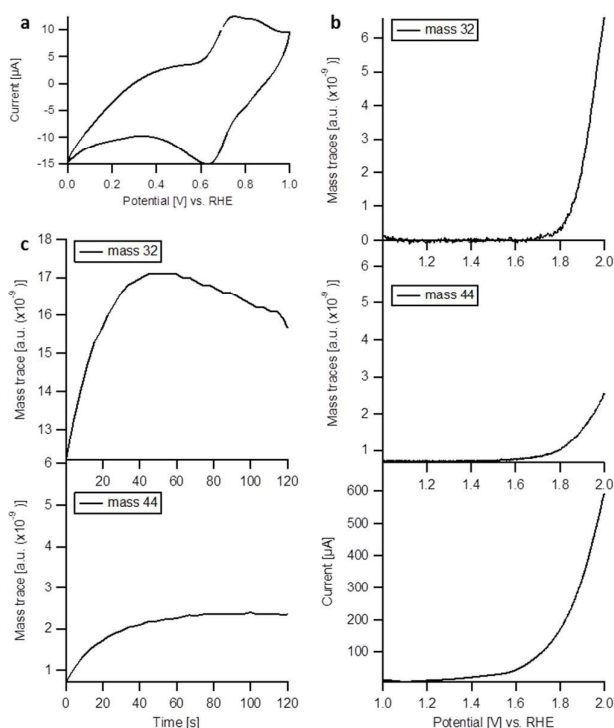 a
10
5
0
-5
-10
-15
Current [µA]
0.0 0.2 0.4 0.6 0.8 1.0
Potential [V] vs. RHE
b
mass 32
6
5
4
3
2
1
0
Mass traces [a.u. (x10⁻⁹)]
1.2 1.4 1.6 1.8 2.0
mass 44
5
4
3
2
1
Mass traces [a.u. (x10⁻⁹)]
1.2 1.4 1.6 1.8 2.0
600
500
400
300
200
100
Current [µA]
1.0 1.2 1.4 1.6 1.8 2.0
Potential [V] vs. RHE
c
mass 32
18
17
16
15
14
13
Mass trace [a.u. (x10⁻⁹)]
20 40 60 80 100 120
mass 44
6
5
4
3
2
1
Mass trace [a.u. (x10⁻⁹)]
0 20 40 60 80 100 120
Time [s]